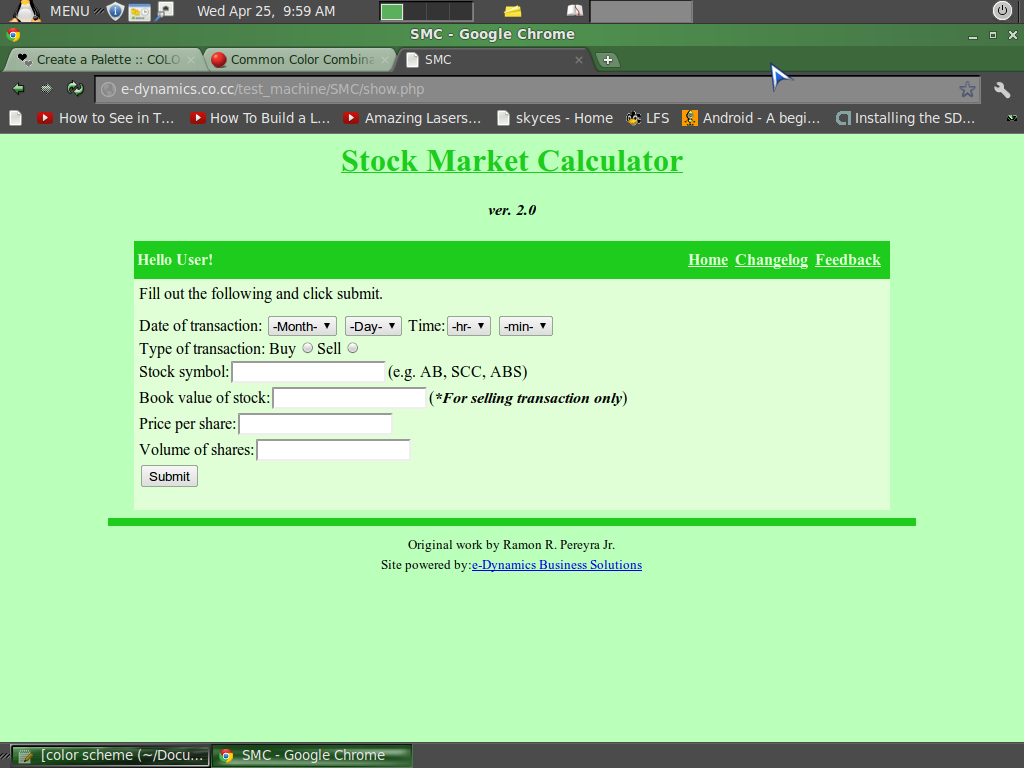 MENU Wed Apr 25, 9:59 AM
SMC - Google Chrome
Create a Palette :: COLO Common Color Combina SMC
e-dynamics.co.cc/test_machine/SMC/show.php
How to See in T... How To Build a L... Amazing Lasers... skyces - Home LFS Android - A begi... Installing the SD...
Stock Market Calculator
ver. 2.0
Hello User! Home Changelog Feedback
Fill out the following and click submit.
Date of transaction: -Month- -Day- Time: -hr- -min-
Type of transaction: Buy Sell
Stock symbol: (e.g. AB, SCC, ABS)
Book value of stock: (*For selling transaction only)
Price per share:
Volume of shares:
Submit
Original work by Ramon R. Pereyra Jr.
Site powered by:e-Dynamics Business Solutions
[color scheme (~/Docu... SMC - Google Chrome